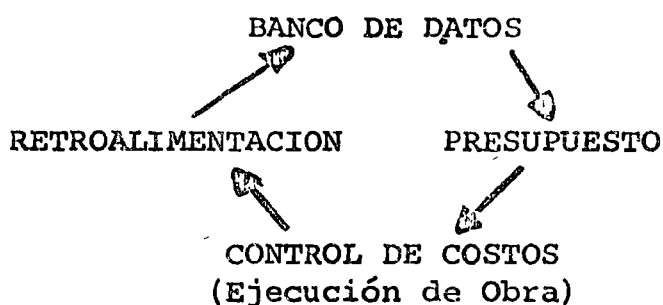 BANCO DE DATOS
RETROALIMENTACION PRESUPUESTO
CONTROL DE COSTOS
(Ejecución de Obra)